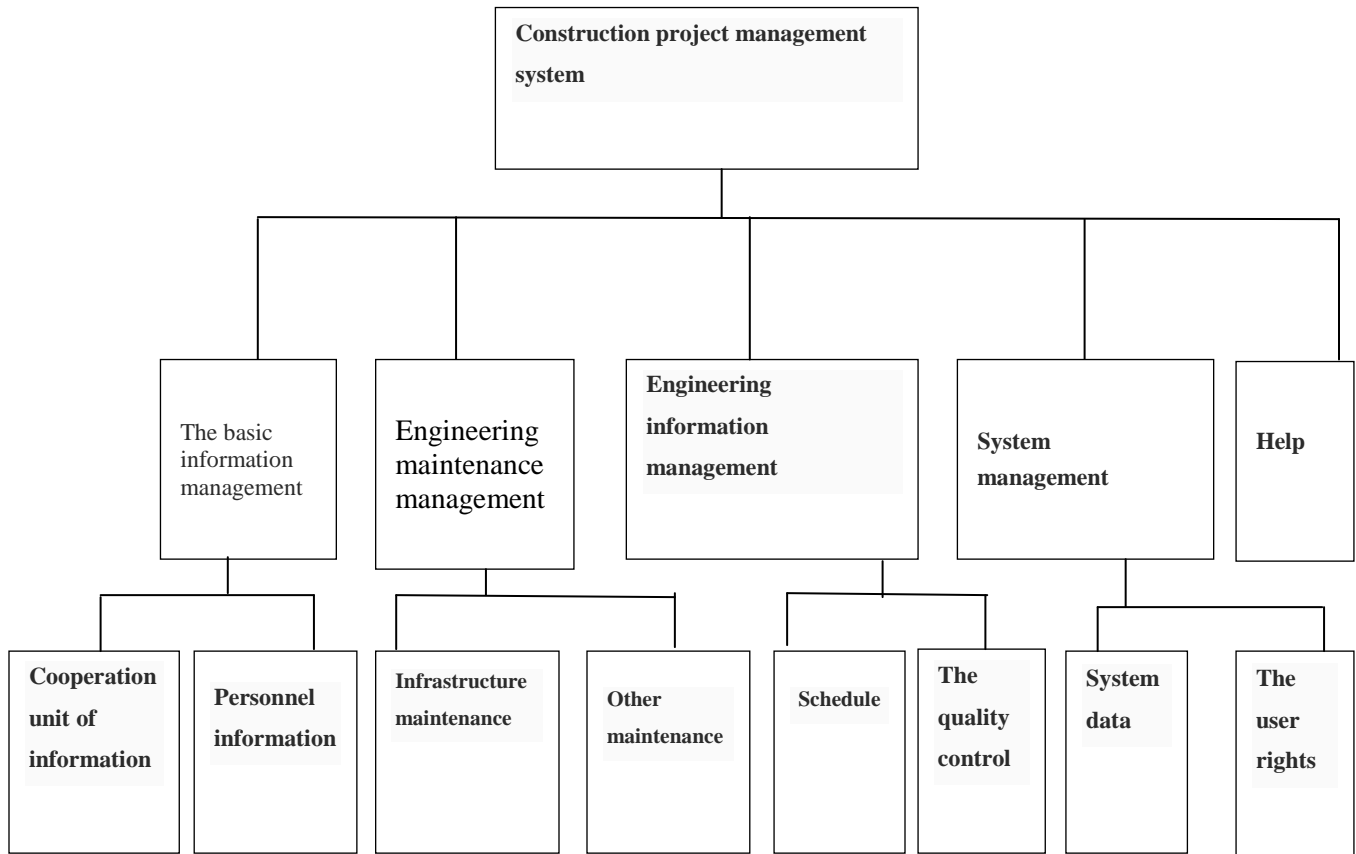 Construction project management
system
The basic
information
management
Engineering
maintenance
management
Engineering
information
management
System
management
Help
Cooperation
unit of
information
Personnel
information
Infrastructure
maintenance
Other
maintenance
Schedule
The
quality
control
System
data
The
user
rights